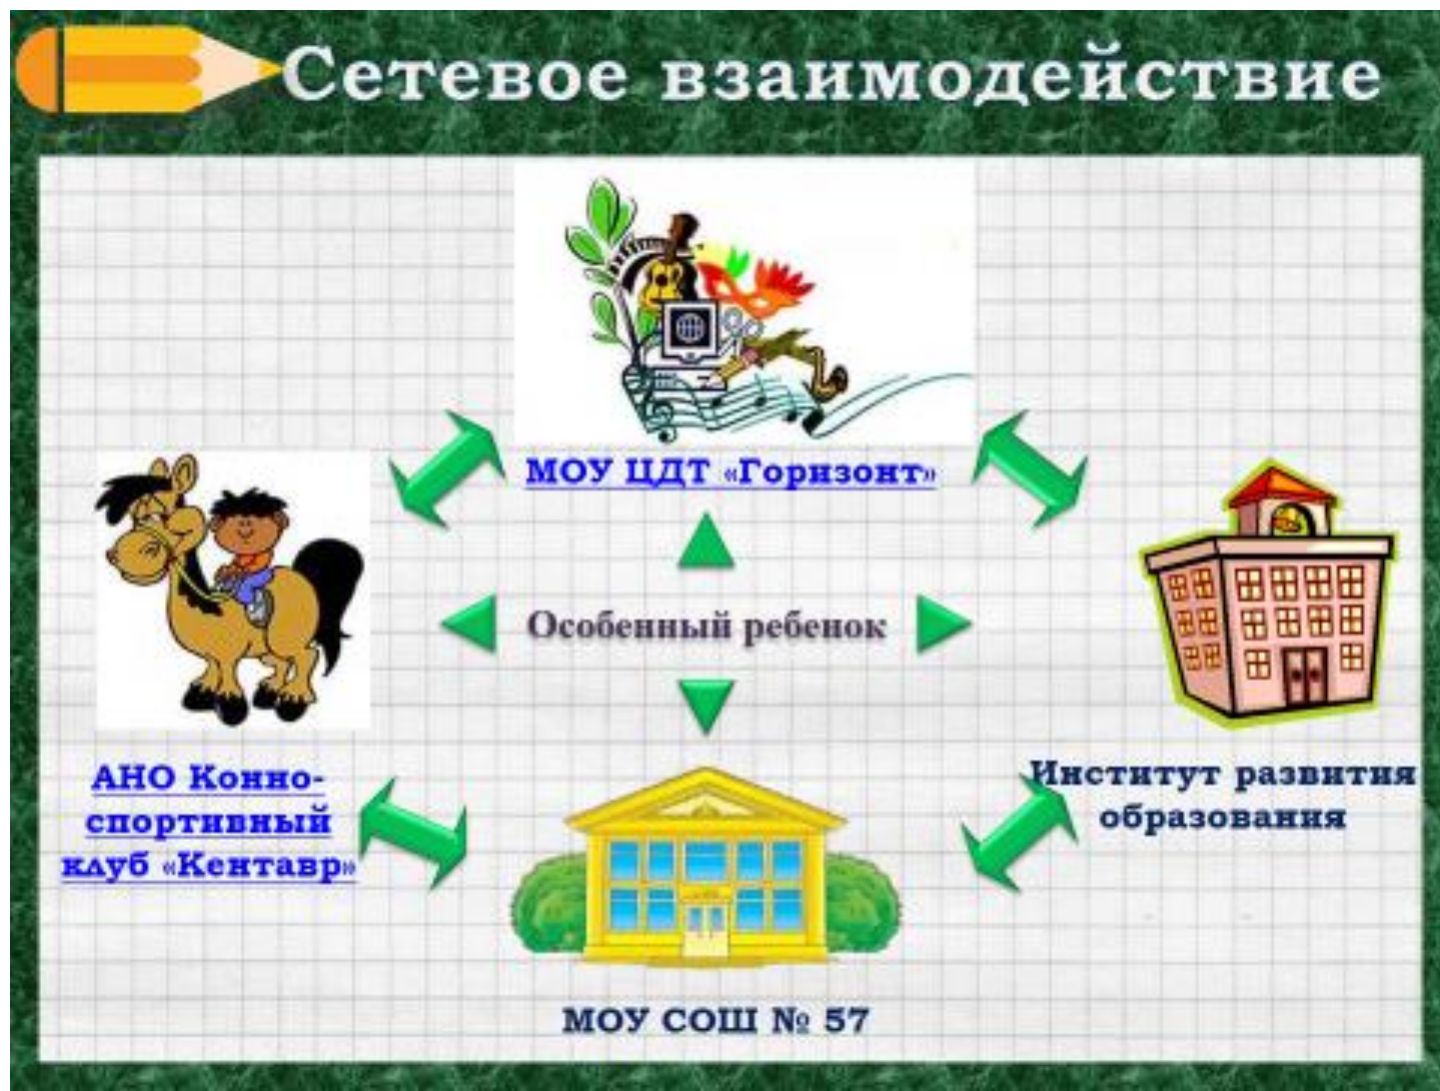 Сетевое взаимодействие
МОУ ЦДТ «Горизонт»
Особенный ребенок
АНО Конно-
спортивный
клуб «Кентавр»
Институт развития
образования
МОУ СОШ № 57